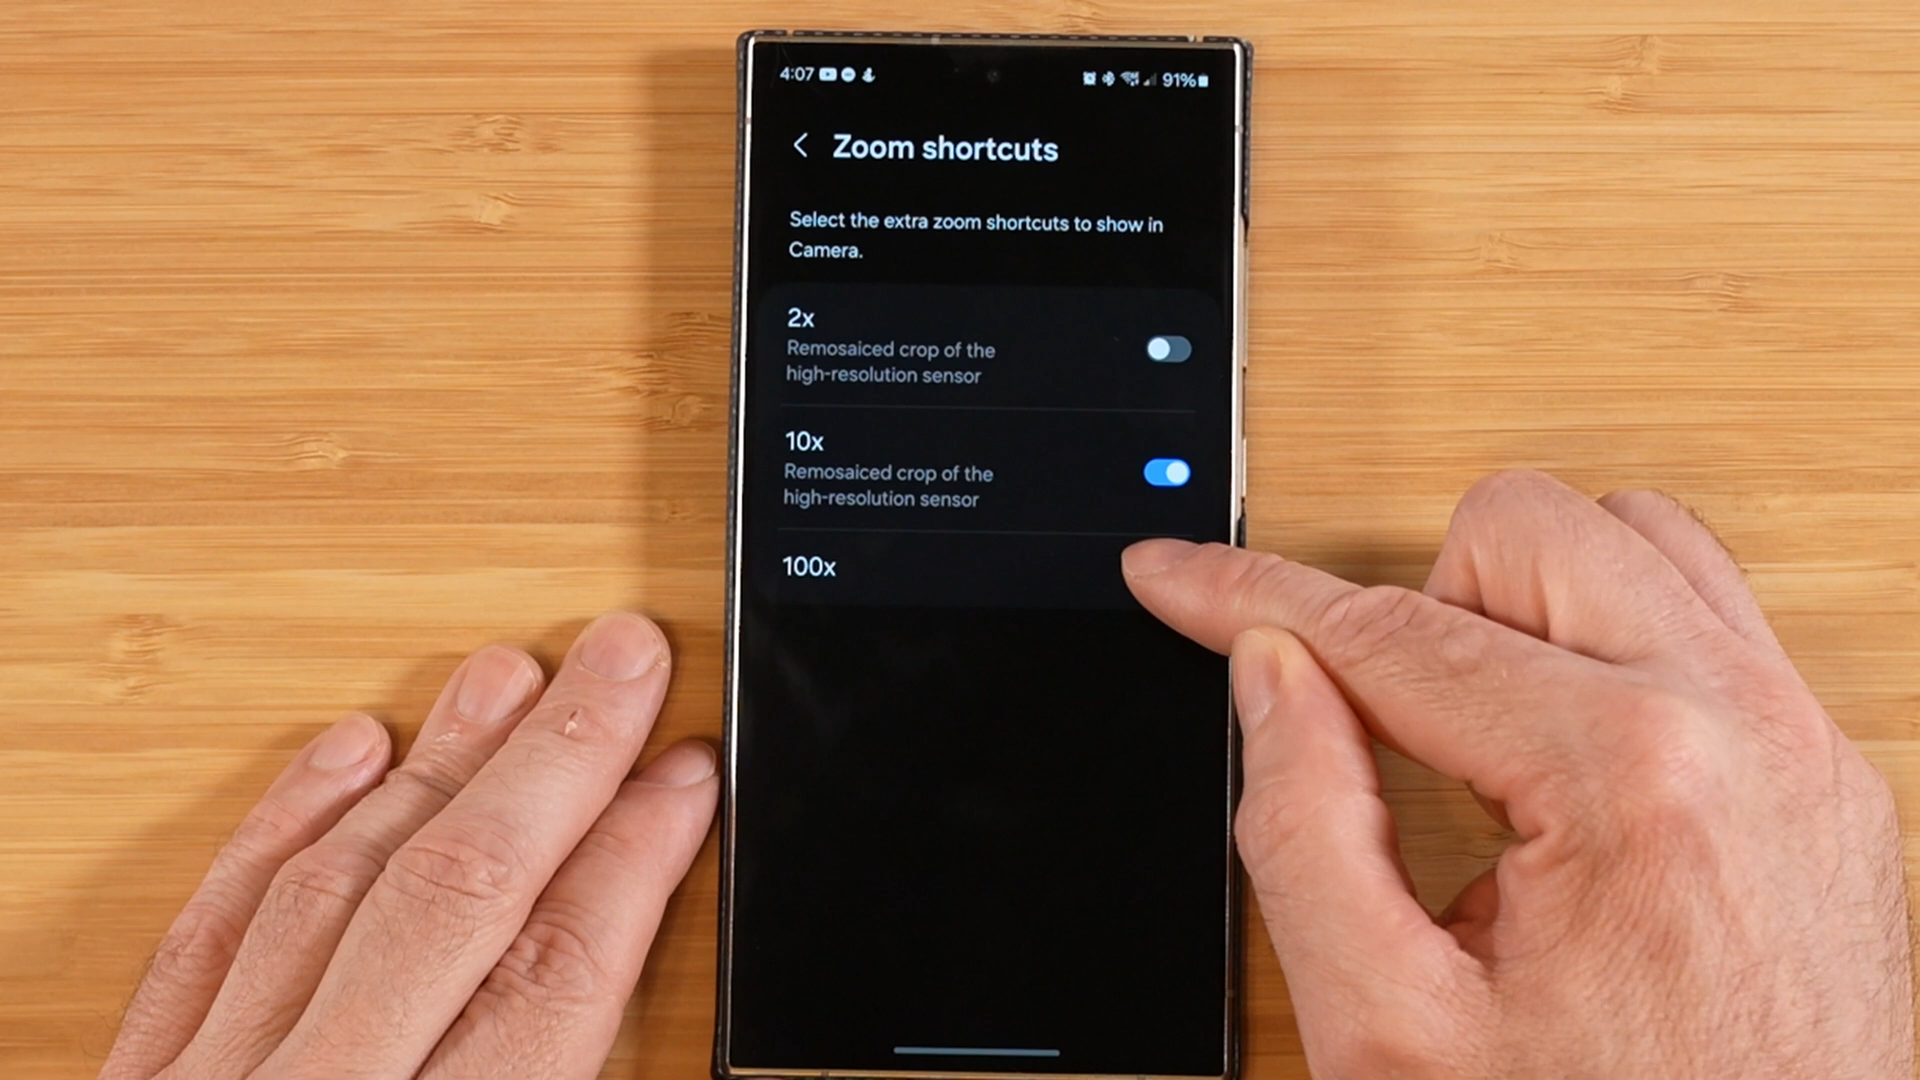 4:07 91%
Zoom shortcuts
Select the extra zoom shortcuts to show in
Camera.
2x
Remosaiced crop of the
high-resolution sensor
10x
Remosaiced crop of the
high-resolution sensor
100x